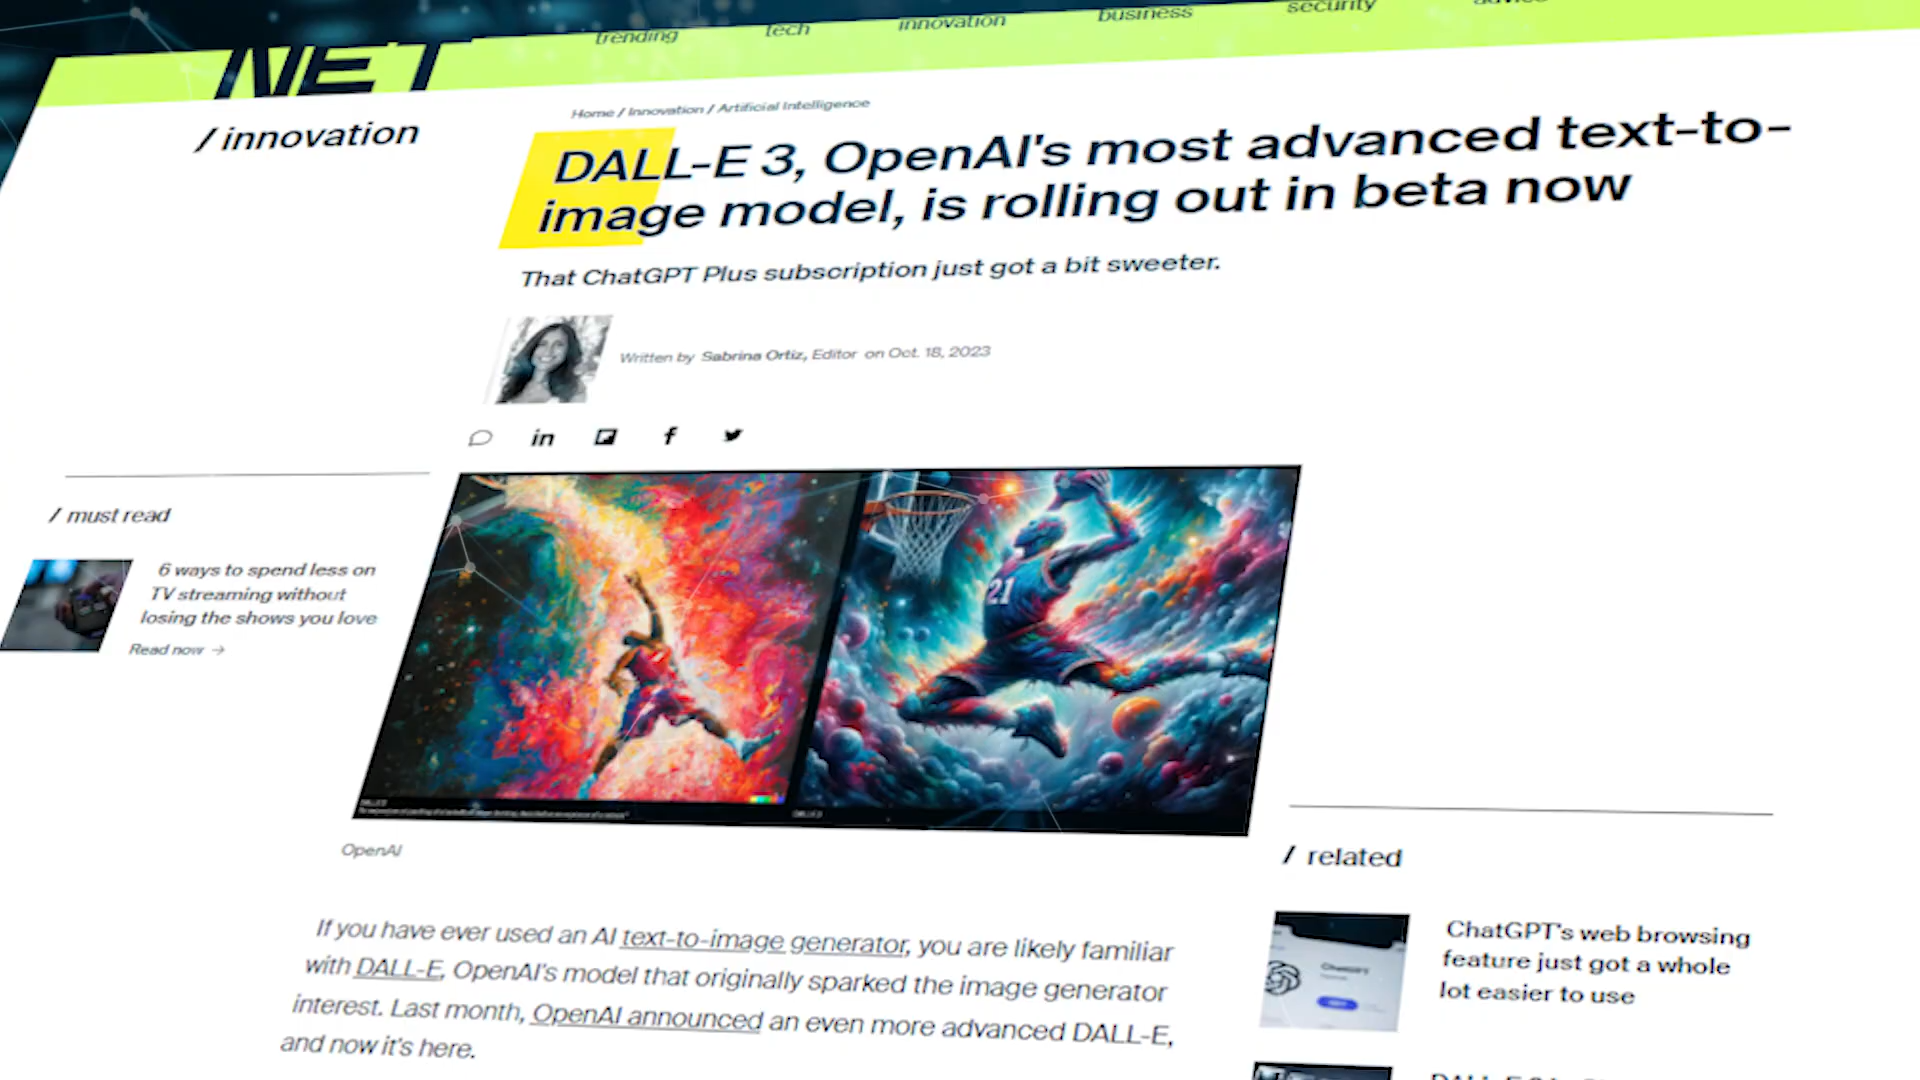 NET
trending
tech
innovation
business
security
/ innovation
Home / Innovation / Artificial Intelligence
DALL-E 3, OpenAI's most advanced text-to-
image model, is rolling out in beta now
That ChatGPT Plus subscription just got a bit sweeter.
Written by Sabrina Ortiz, Editor on Oct. 18, 2023
in
f
/ must read
6 ways to spend less on
TV streaming without
losing the shows you love
Read now →
21
OpenAI
If you have ever used an AI text-to-image generator, you are likely familiar
with DALL-E, OpenAI's model that originally sparked the image generator
interest. Last month, OpenAI announced an even more advanced DALL-E,
and now it's here.
/ related
ChatGPT's web browsing
feature just got a whole
lot easier to use